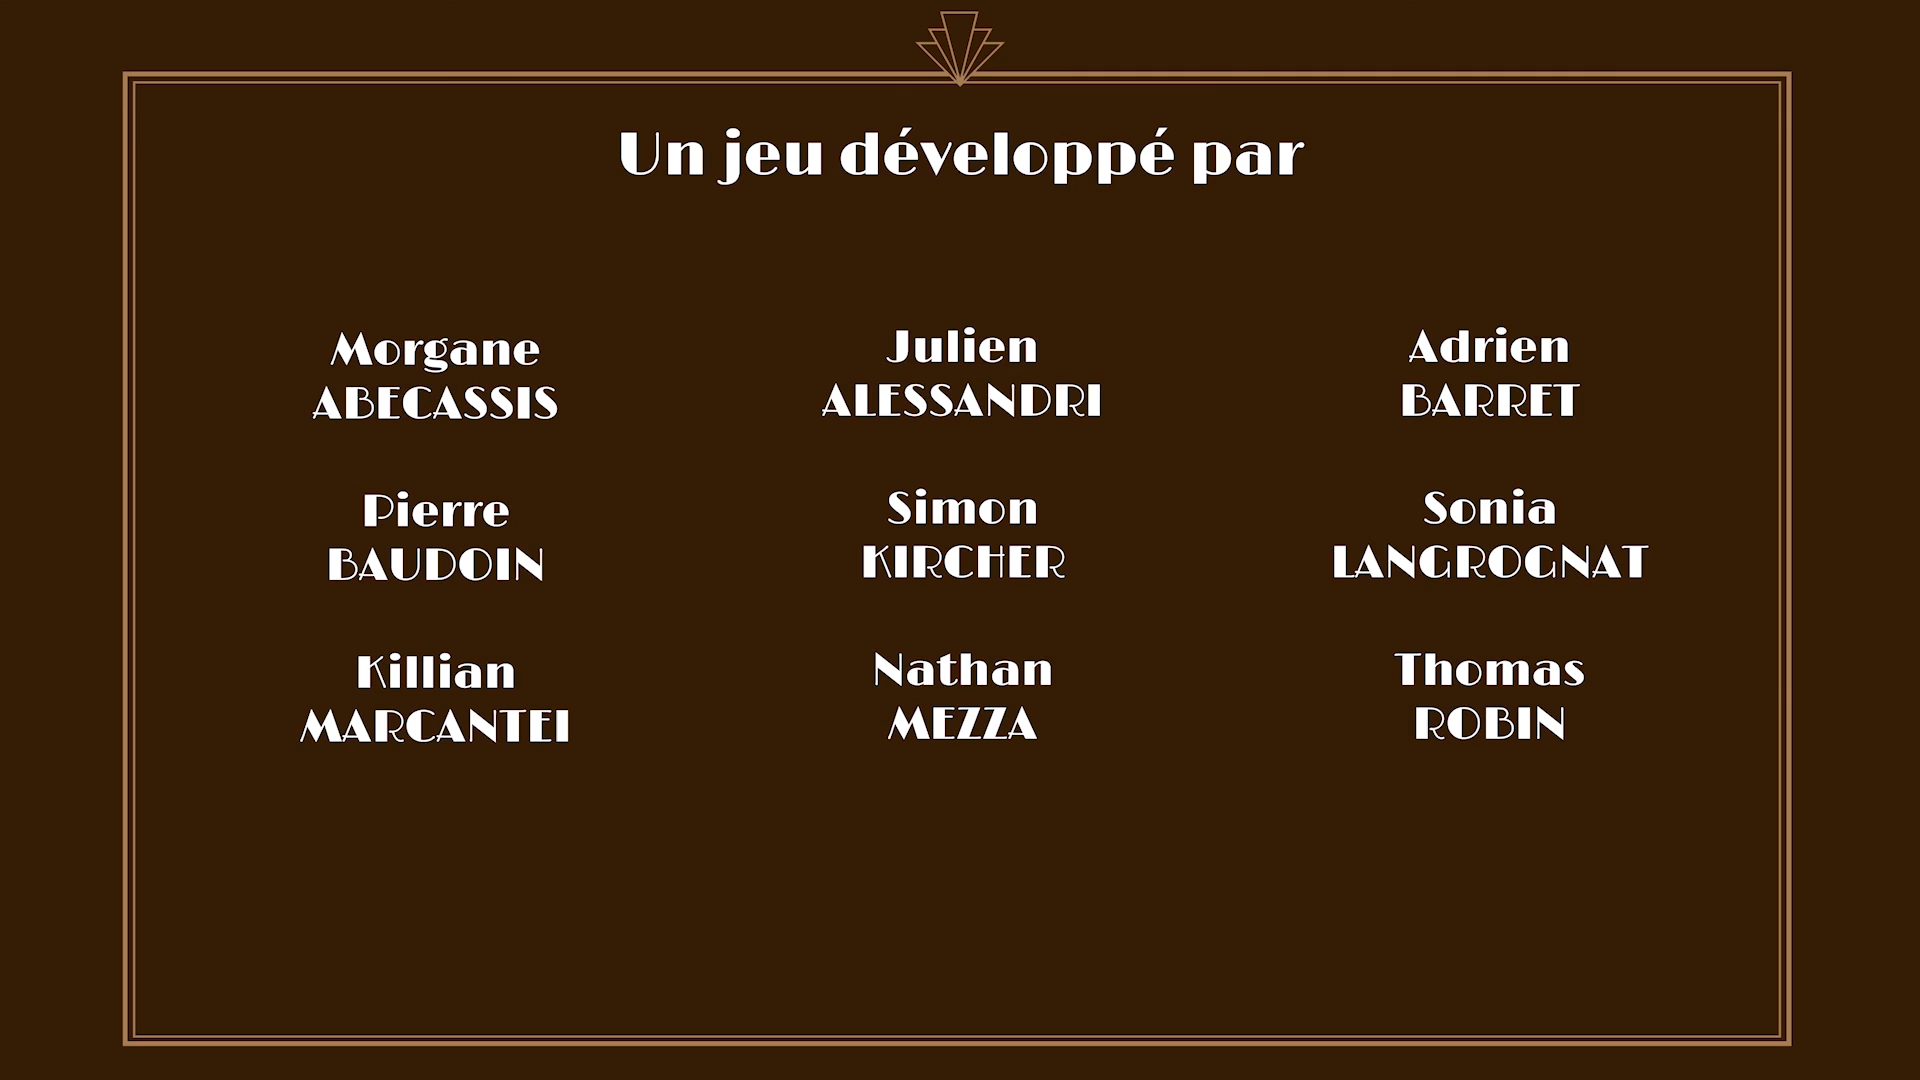 Un jeu développé par
Morgane
ABECASSIS
Julien
ALESSANDRI
Adrien
BARRET
Pierre
BAUDOIN
Simon
KIRCHER
Sonia
LANGROGNAT
Killian
MARCANTEI
Nathan
MEZZA
Thomas
ROBIN